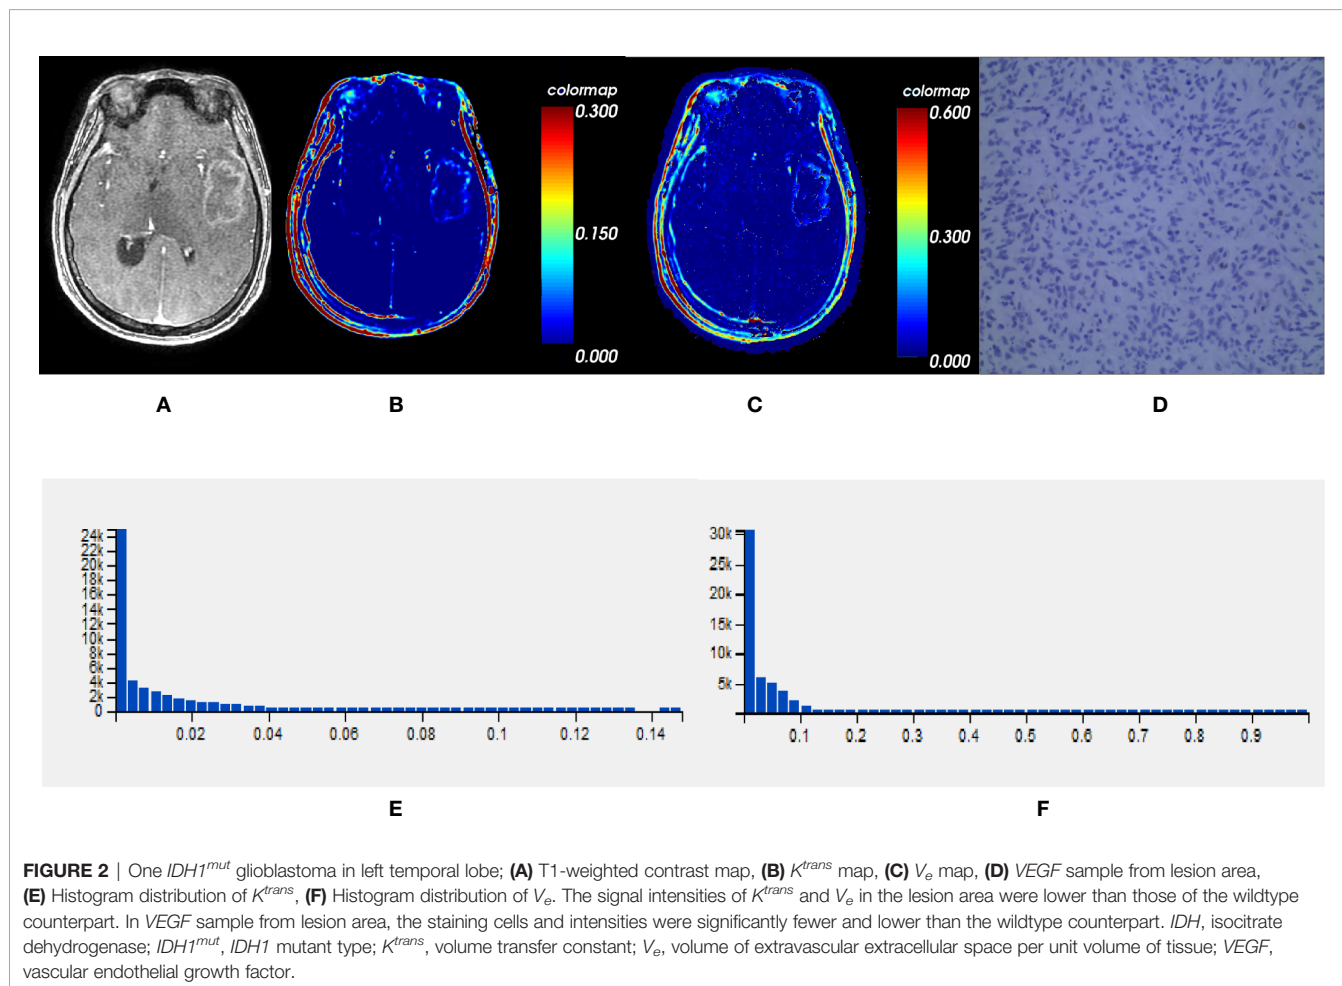 colormap
0.300
0.150
0.000
colormap
0.600
0.300
0.000
A
B
C
D
24k
22k
20k
18k
16k
14k
12k
10k
8k
6k
4k
2k
0
0.02
0.04
0.06
0.08
0.1
0.12
0.14
30k
25k
20k
15k
10k
5k
0.1
0.2
0.3
0.4
0.5
0.6
0.7
0.8
0.9
E
F
FIGURE 2 | One IDH1mut glioblastoma in left temporal lobe; (A) T1-weighted contrast map, (B) Ktrans map, (C) Ve map, (D) VEGF sample from lesion area,
(E) Histogram distribution of Ktrans, (F) Histogram distribution of Ve. The signal intensities of Ktrans and Ve in the lesion area were lower than those of the wildtype
counterpart. In VEGF sample from lesion area, the staining cells and intensities were significantly fewer and lower than the wildtype counterpart. IDH, isocitrate
dehydrogenase; IDH1mut, IDH1 mutant type; Ktrans, volume transfer constant; Ve, volume of extravascular extracellular space per unit volume of tissue; VEGF,
vascular endothelial growth factor.